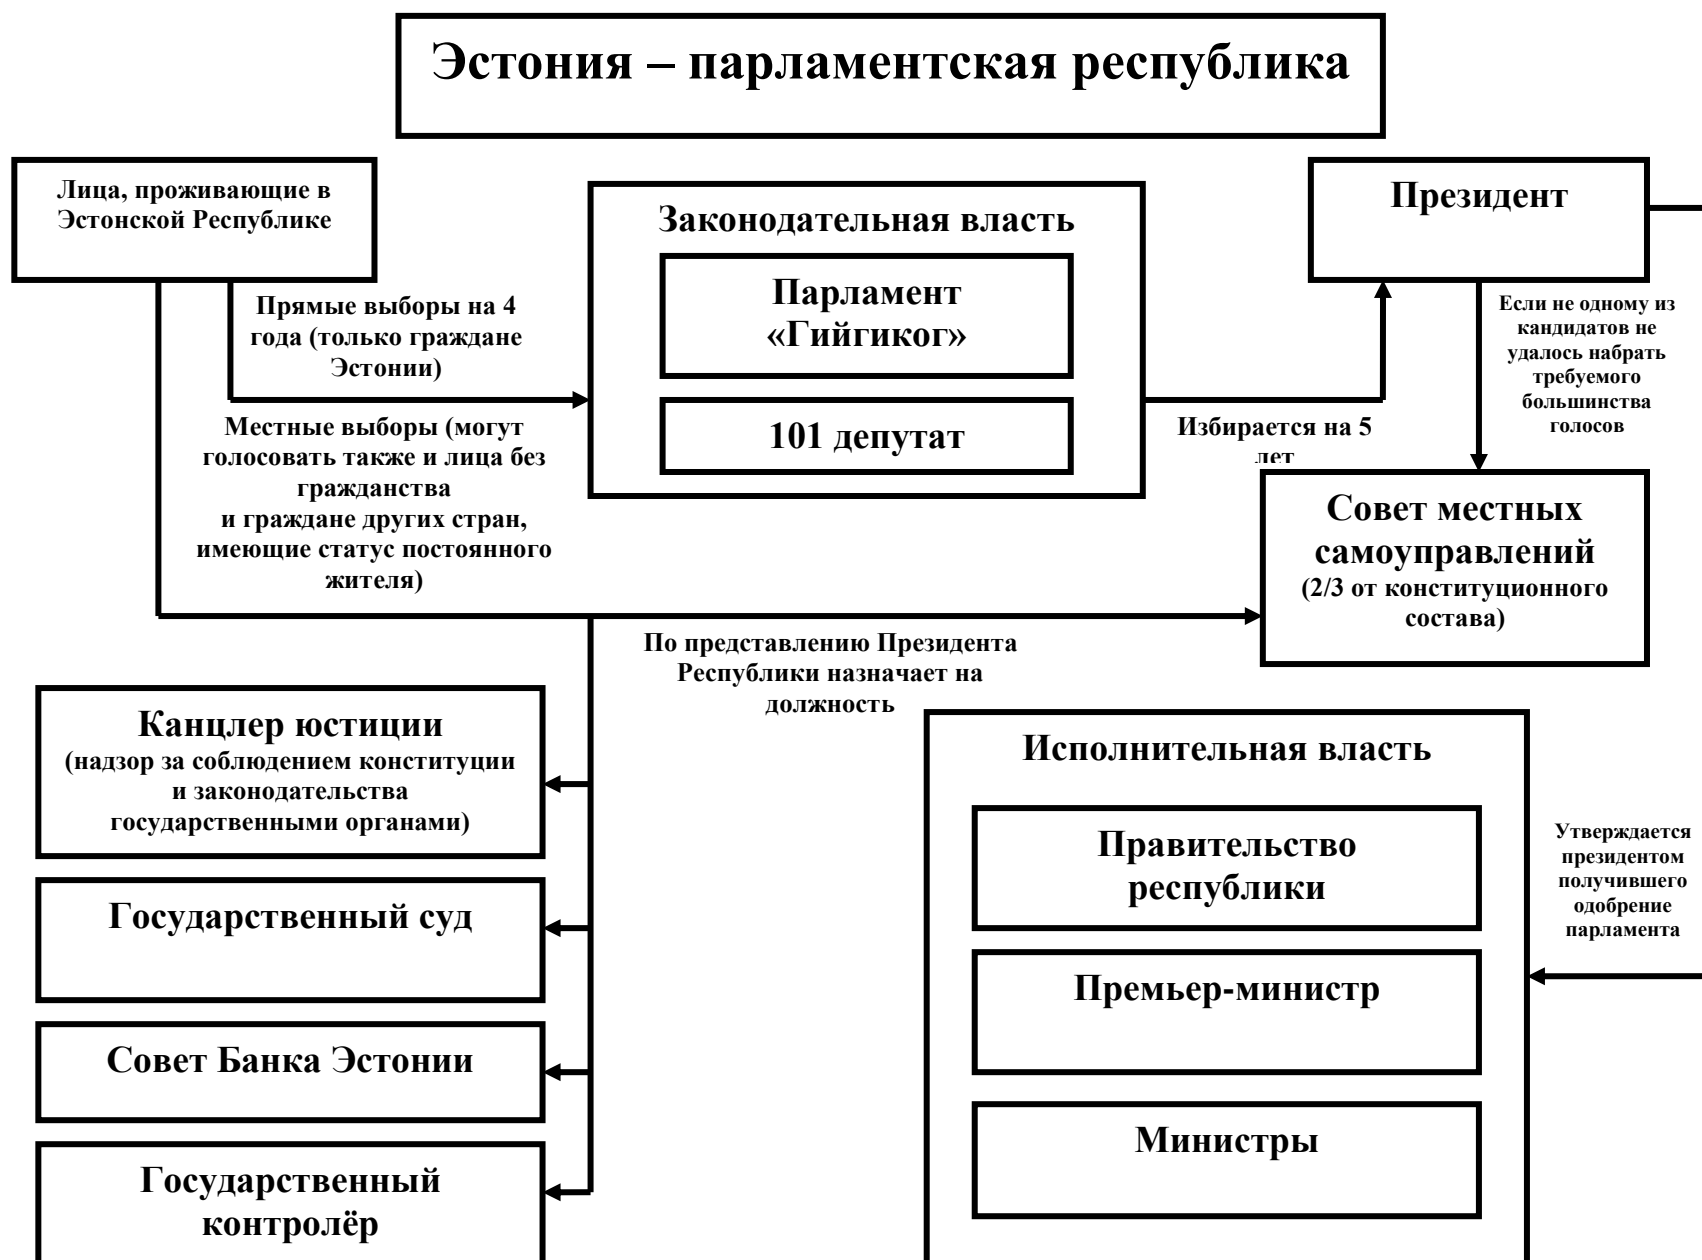 Эстония – парламентская республика
Лица, проживающие в
Эстонской Республике
Законодательная власть
Парламент
«Гийгиког»
101 депутат
Президент
Прямые выборы на 4
года (только граждане
Эстонии)
Местные выборы (могут
голосовать также и лица без
гражданства
и граждане других стран,
имеющие статус постоянного
жителя)
Избирается на 5
лет
Если не одному из
кандидатов не
удалось набрать
требуемого
большинства
голосов
Совет местных
самоуправлений
(2/3 от конституционного
состава)
По представлению Президента
Республики назначает на
должность
Канцлер юстиции
(надзор за соблюдением конституции
и законодательства
государственными органами)
Государственный суд
Совет Банка Эстонии
Государственный
контролёр
Исполнительная власть
Правительство
республики
Премьер-министр
Министры
Утверждается
президентом
получившего
одобрение
парламента